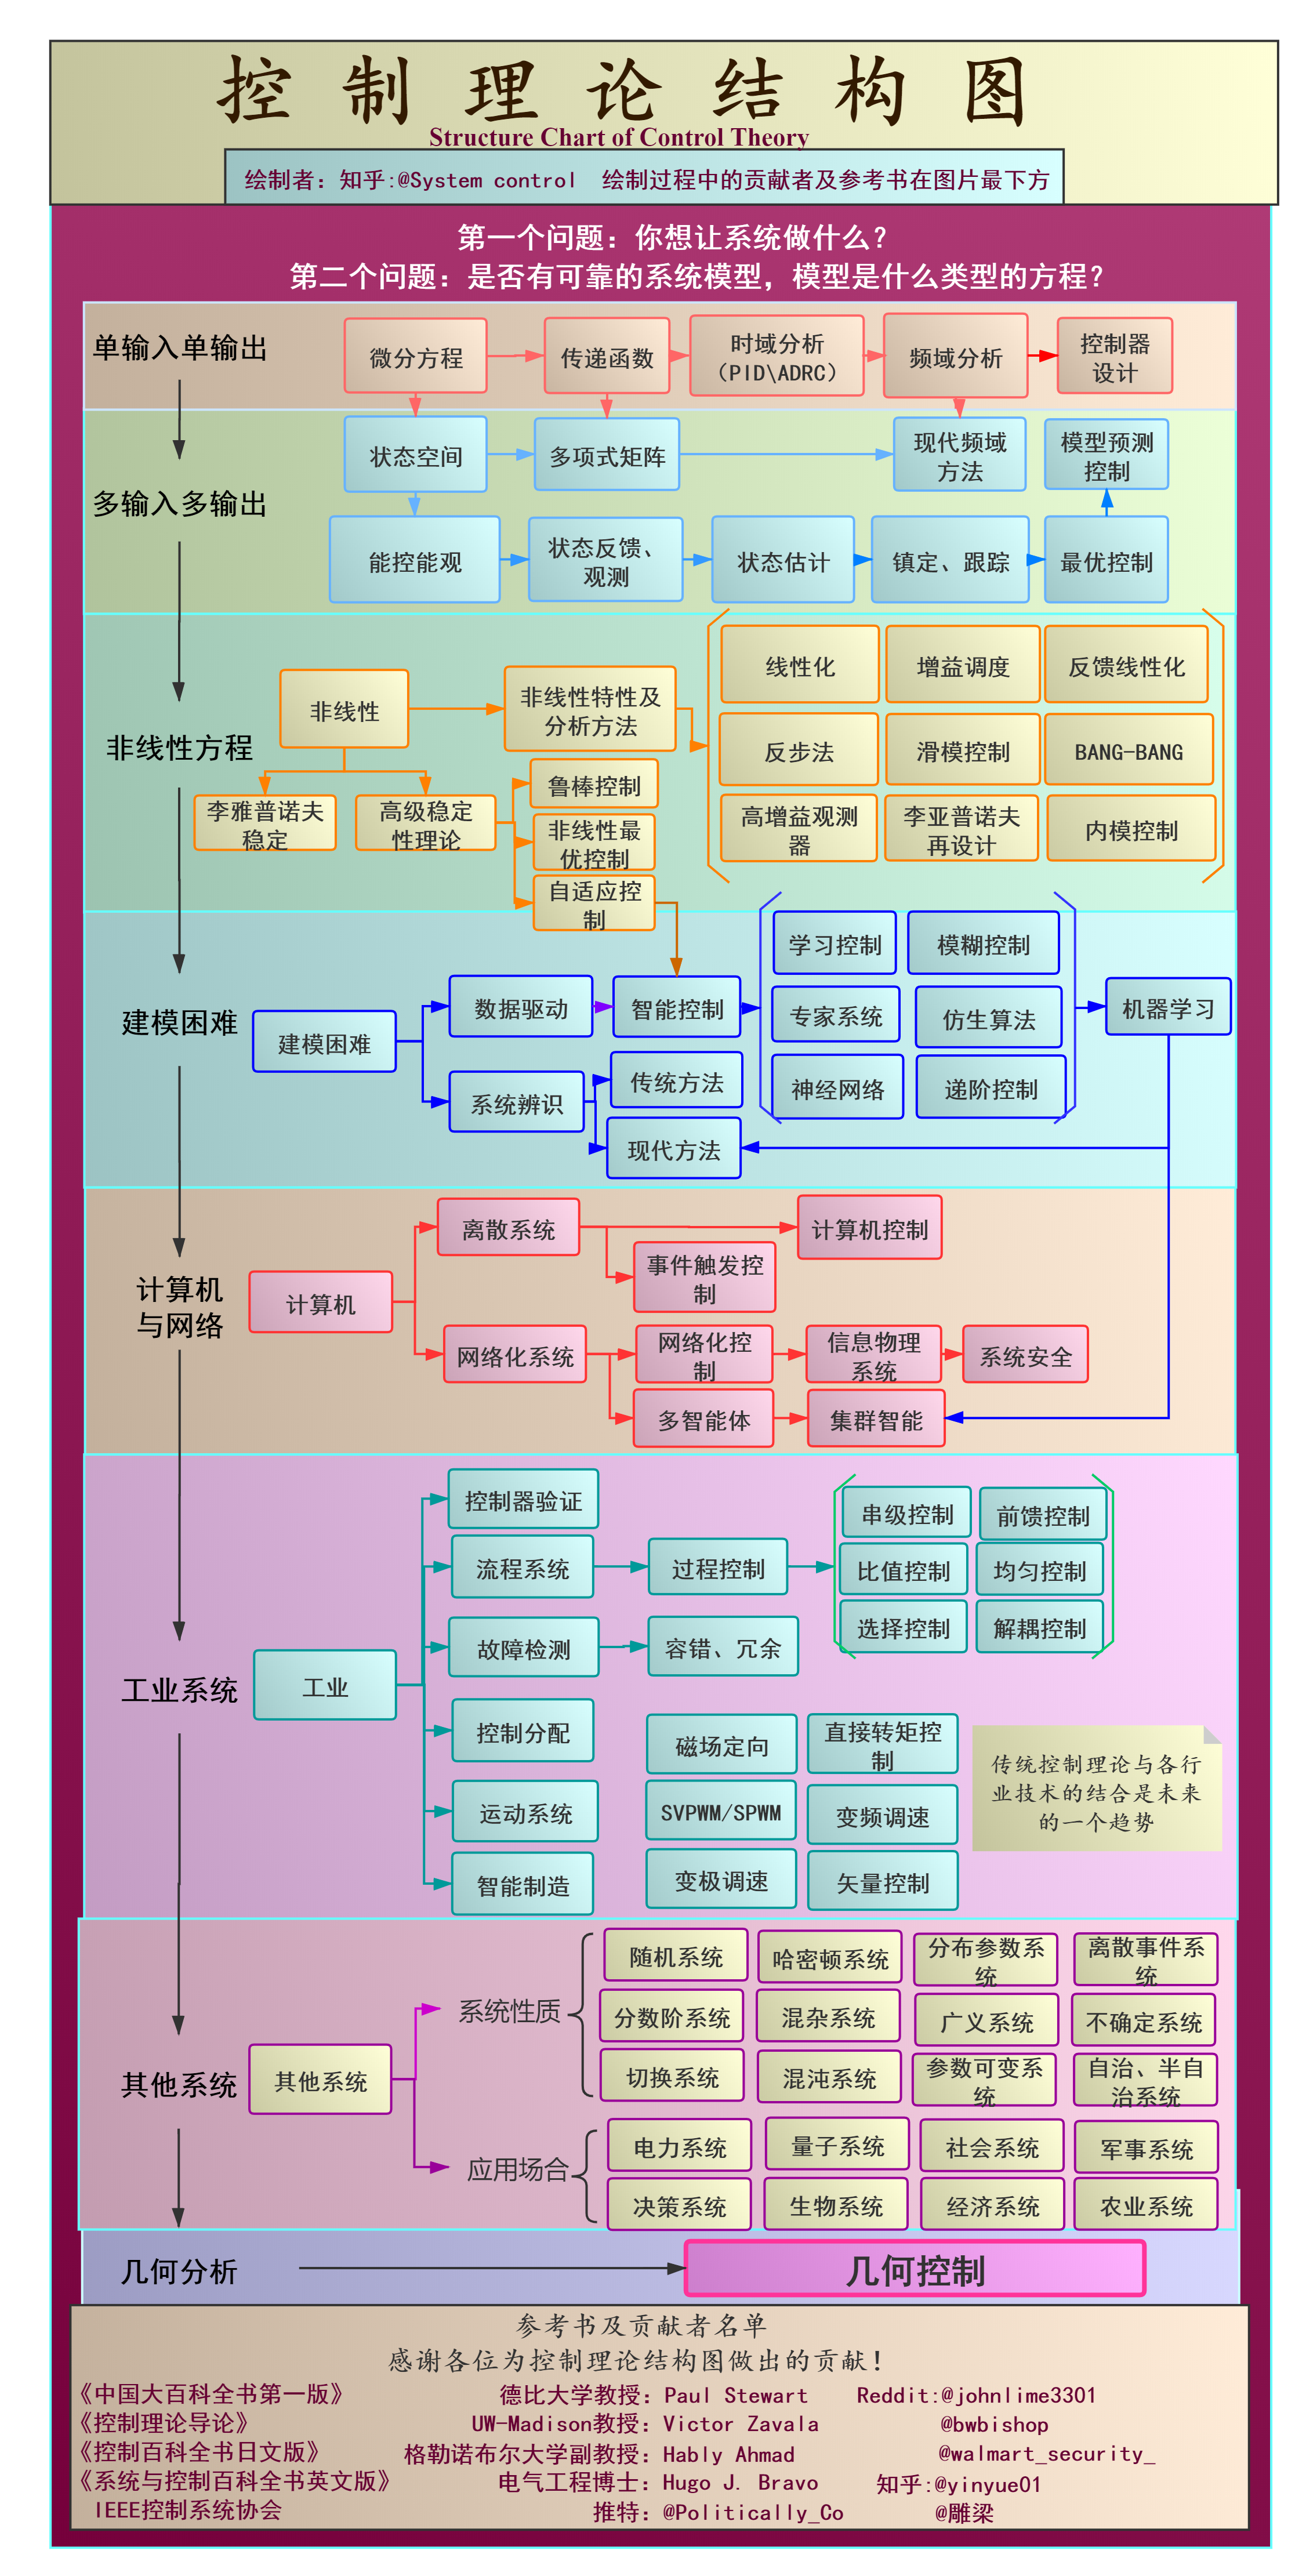 控制理论结构图
Structure Chart of Control Theory
绘制者：知乎:@System control 绘制过程中的贡献者及参考书在图片最下方
第一个问题：你想让系统做什么？
第二个问题：是否有可靠的系统模型，模型是什么类型的方程？
单输入单输出
微分方程
传递函数
时域分析
（PID\ADRC）
频域分析
控制器
设计
多输入多输出
状态空间
多项式矩阵
现代频域
方法
模型预测
控制
能控能观
状态反馈、
观测
状态估计
镇定、跟踪
最优控制
非线性方程
非线性
非线性特性及
分析方法
李雅普诺夫
稳定
高级稳定
性理论
鲁棒控制
非线性最
优控制
自适应控
制
线性化
增益调度
反馈线性化
反步法
滑模控制
BANG-BANG
高增益观测
器
李亚普诺夫
再设计
内模控制
建模困难
建模困难
数据驱动
智能控制
系统辨识
传统方法
现代方法
学习控制
模糊控制
专家系统
仿生算法
神经网络
递阶控制
机器学习
计算机
与网络
计算机
离散系统
计算机控制
事件触发控
制
网络化系统
网络化控
制
信息物理
系统
系统安全
多智能体
集群智能
工业系统
工业
控制器验证
流程系统
过程控制
串级控制
前馈控制
比值控制
均匀控制
选择控制
解耦控制
故障检测
容错、冗余
控制分配
运动系统
智能制造
磁场定向
直接转矩控
制
SVPWM/SPWM
变频调速
变极调速
矢量控制
传统控制理论与各行
业技术的结合是未来
的一个趋势
其他系统
其他系统
系统性质
随机系统
哈密顿系统
分布参数系
统
离散事件系
统
分数阶系统
混杂系统
广义系统
不确定系统
切换系统
混沌系统
参数可变系
统
自治、半自
治系统
应用场合
电力系统
量子系统
社会系统
军事系统
决策系统
生物系统
经济系统
农业系统
几何分析
几何控制
参考书及贡献者名单
感谢各位为控制理论结构图做出的贡献！
《中国大百科全书第一版》
《控制理论导论》
《控制百科全书日文版》
《系统与控制百科全书英文版》
IEEE控制系统协会
德比大学教授：Paul Stewart
UW-Madison教授：Victor Zavala
格勒诺布尔大学副教授：Hably Ahmad
电气工程博士：Hugo J. Bravo
推特：@Politically_Co
Reddit:@johnlime3301
@bwbishop
@walmart_security_
知乎:@yinyue01
@雕梁